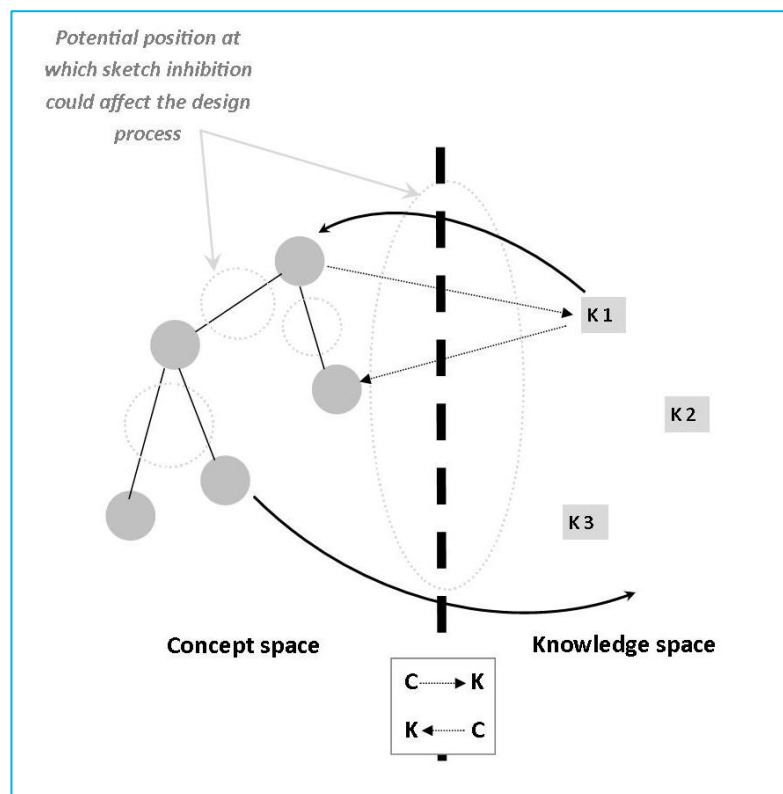 Potential position at
which sketch inhibition
could affect the design
process
K 1
K 2
K 3
Concept space
Knowledge space
C K
K C